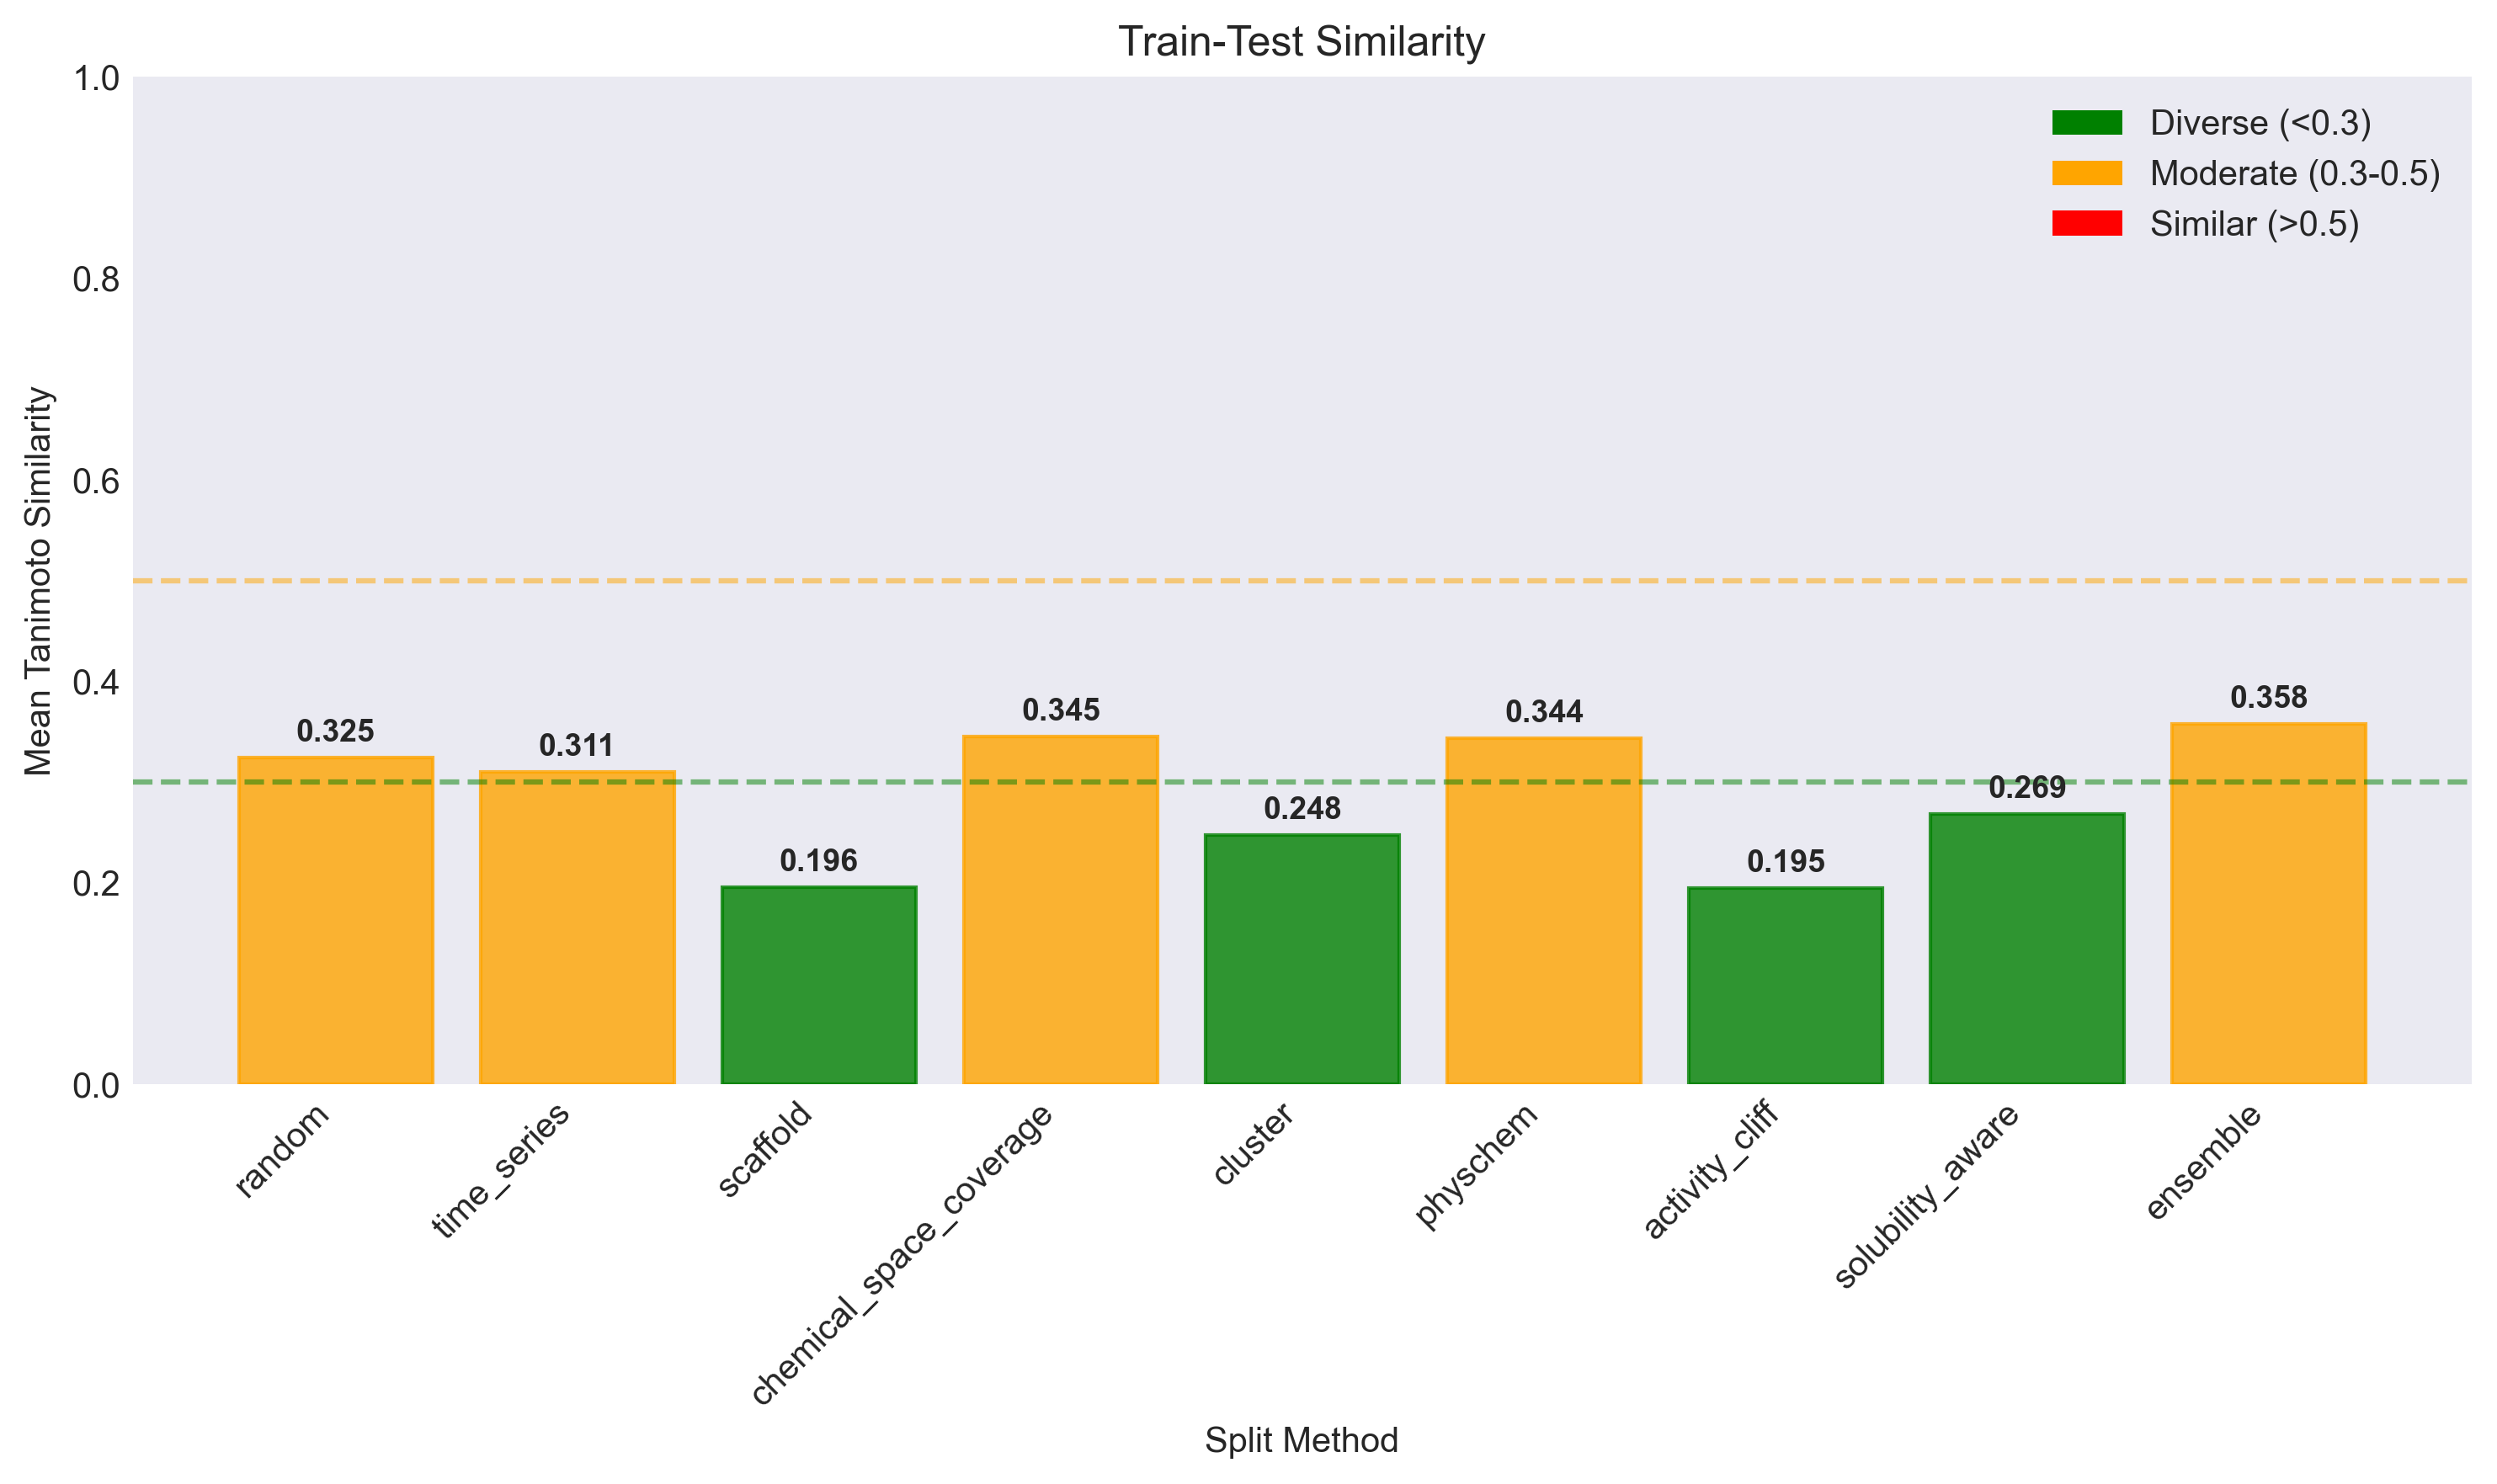 Train-Test Similarity
1.0
0.8
0.6
0.4
0.2
0.0
Mean Tanimoto Similarity
Diverse (<0.3)
Moderate (0.3-0.5)
Similar (>0.5)
0.325
0.311
0.196
0.345
0.248
0.344
0.195
0.269
0.358
random
time_series
scaffold
chemical_space_coverage
cluster
physchem
activity_cliff
solubility_aware
ensemble
Split Method